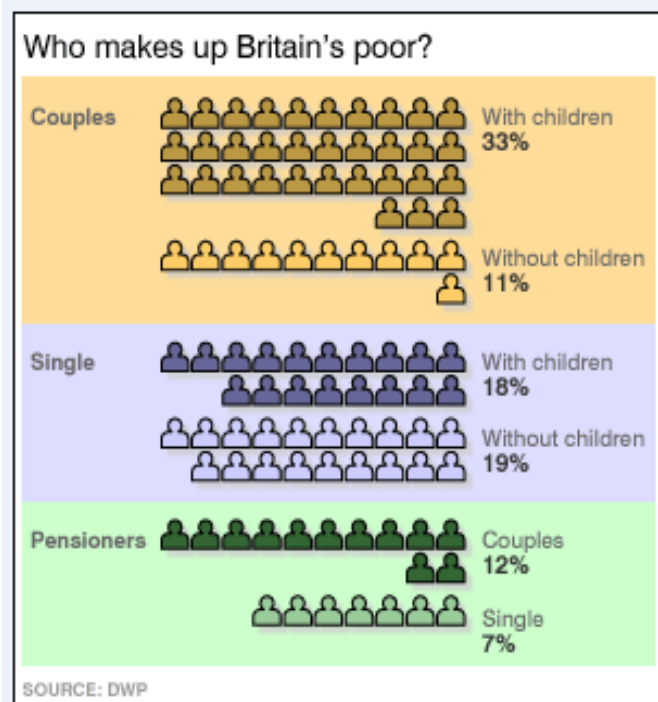 Who makes up Britain's poor?
Couples
With children
33%
Without children
11%
Single
With children
18%
Without children
19%
Pensioners
Couples
12%
Single
7%
SOURCE: DWP